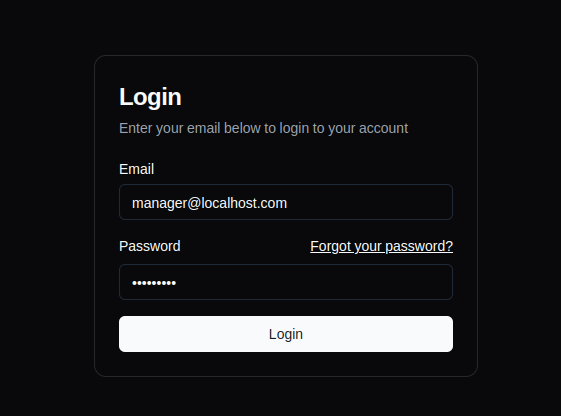 Login
Enter your email below to login to your account
Email
manager@localhost.com
Password Forgot your password?
•••••••••
Login